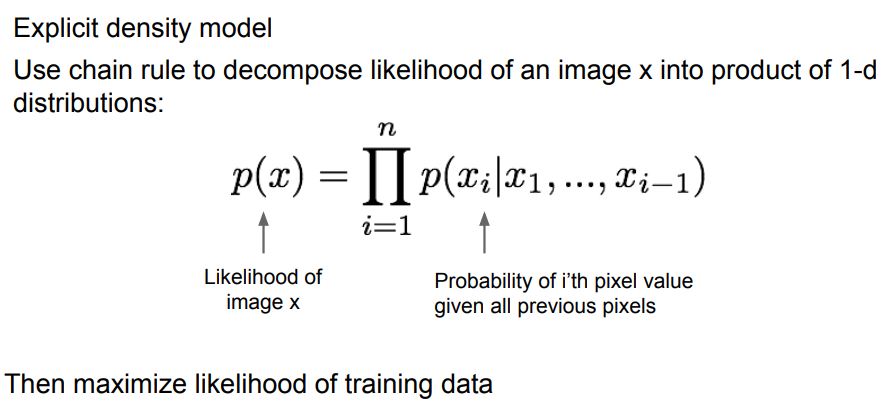 Explicit density model
Use chain rule to decompose likelihood of an image x into product of 1-d
distributions:
p(x) = ∏_{i=1}^{n} p(x_i|x_1, ..., x_{i-1})
Likelihood of
image x
Probability of i’th pixel value
given all previous pixels
Then maximize likelihood of training data